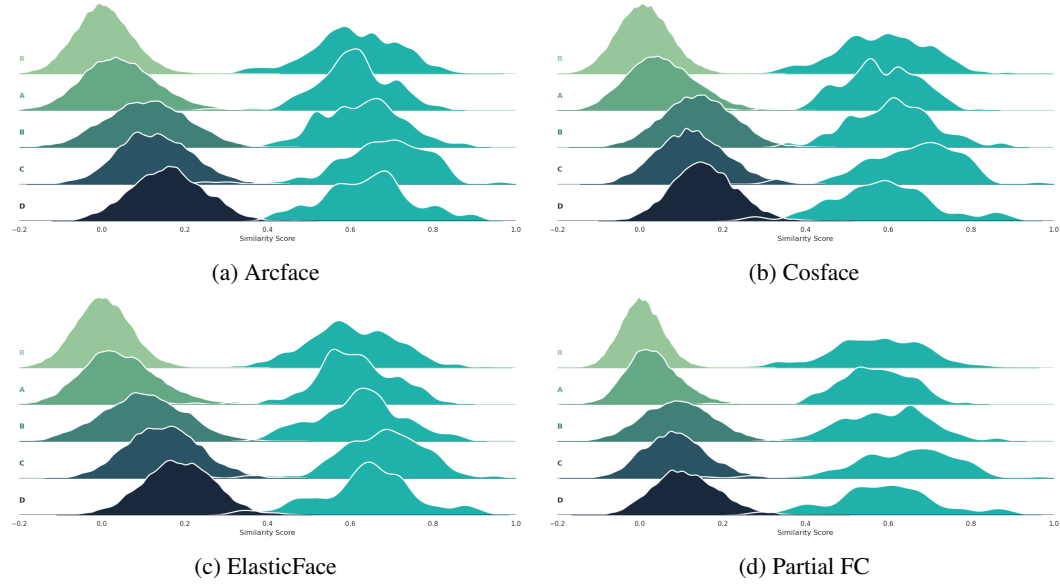 R
A
B
C
D
−0.2 0.0 0.2 0.4 0.6 0.8 1.0
Similarity Score
(a) Arcface
R
A
B
C
D
−0.2 0.0 0.2 0.4 0.6 0.8 1.0
Similarity Score
(b) Cosface
R
A
B
C
D
−0.2 0.0 0.2 0.4 0.6 0.8 1.0
Similarity Score
(c) ElasticFace
R
A
B
C
D
−0.2 0.0 0.2 0.4 0.6 0.8 1.0
Similarity Score
(d) Partial FC